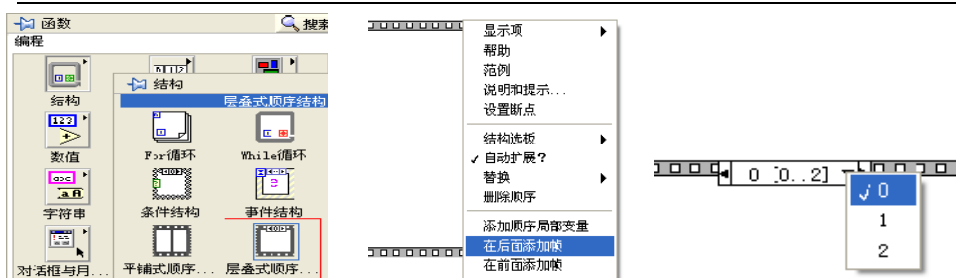 函数
搜索
编程
结构
层叠式顺序结构
结构
数值
For循环
While循环
字符串
条件结构
事件结构
对话框与用...
平铺式顺序...
层叠式顺序...
显示项
帮助
范例
说明和提示...
设置断点
结构选板
自动扩展?
替换
删除顺序
添加顺序局部变量
在后面添加帧
在前面添加帧
0 [0..2]
0
1
2